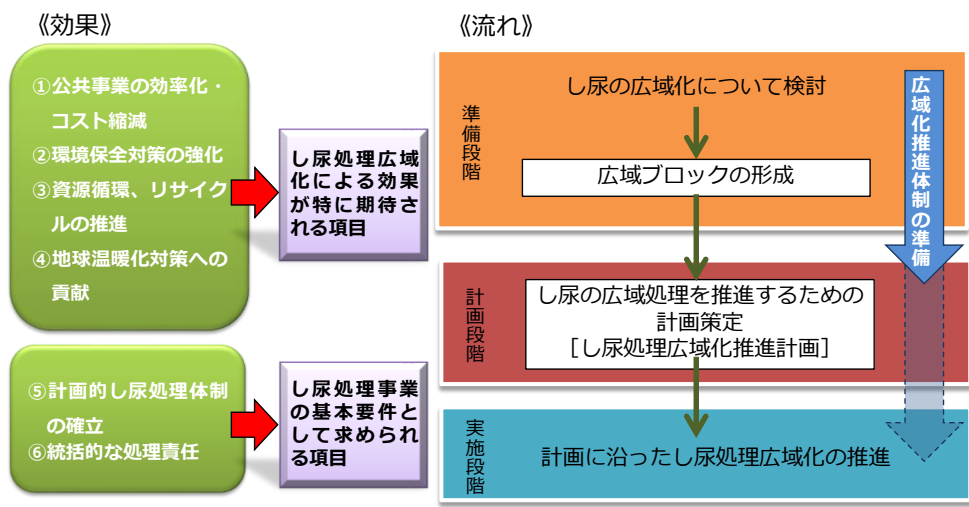 《効果》
①公共事業の効率化・
コスト縮減
②環境保全対策の強化
③資源循環、リサイク
ルの推進
④地球温暖化対策への
貢献
し尿処理広域
化による効果
が特に期待さ
れる項目
⑤計画的し尿処理体制
の確立
⑥統括的な処理責任
し尿処理事業
の基本要件と
して求められ
る項目
《流れ》
準備段階
し尿の広域化について検討
広域ブロックの形成
計画段階
し尿の広域処理を推進するための
計画策定
[し尿処理広域化推進計画]
実施段階
計画に沿ったし尿処理広域化の推進
広域化推進体制の準備